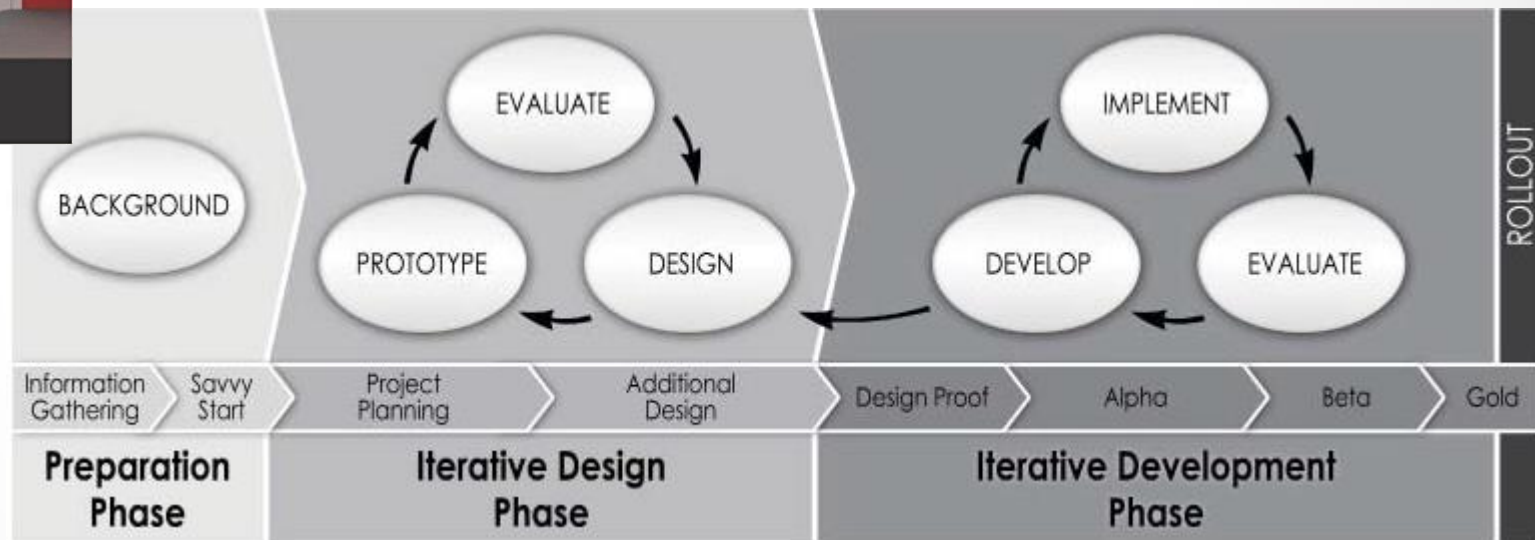 BACKGROUND
EVALUATE
PROTOTYPE
DESIGN
IMPLEMENT
DEVELOP
EVALUATE
ROLLOUT
Information
Gathering
Savvy
Start
Project
Planning
Additional
Design
Design Proof
Alpha
Beta
Gold
Preparation
Phase
Iterative Design
Phase
Iterative Development
Phase